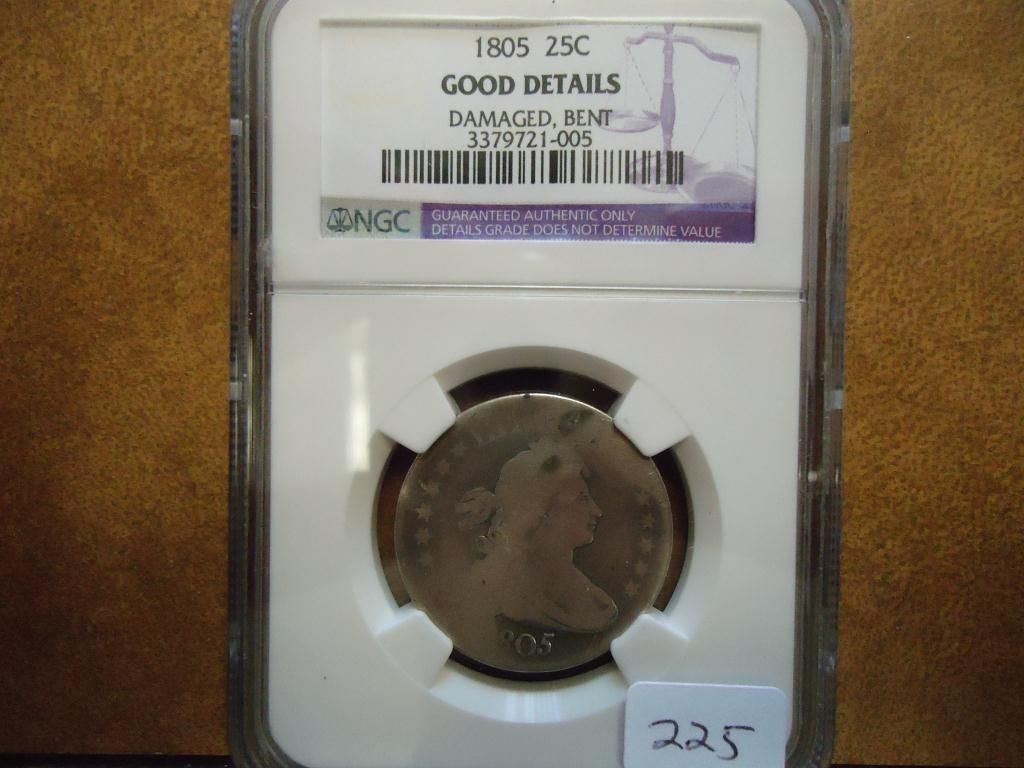 1805 25C
GOOD DETAILS
DAMAGED, BENT
3379721-005
NGC
GUARANTEED AUTHENTIC ONLY
DETAILS GRADE DOES NOT DETERMINE VALUE
805
225